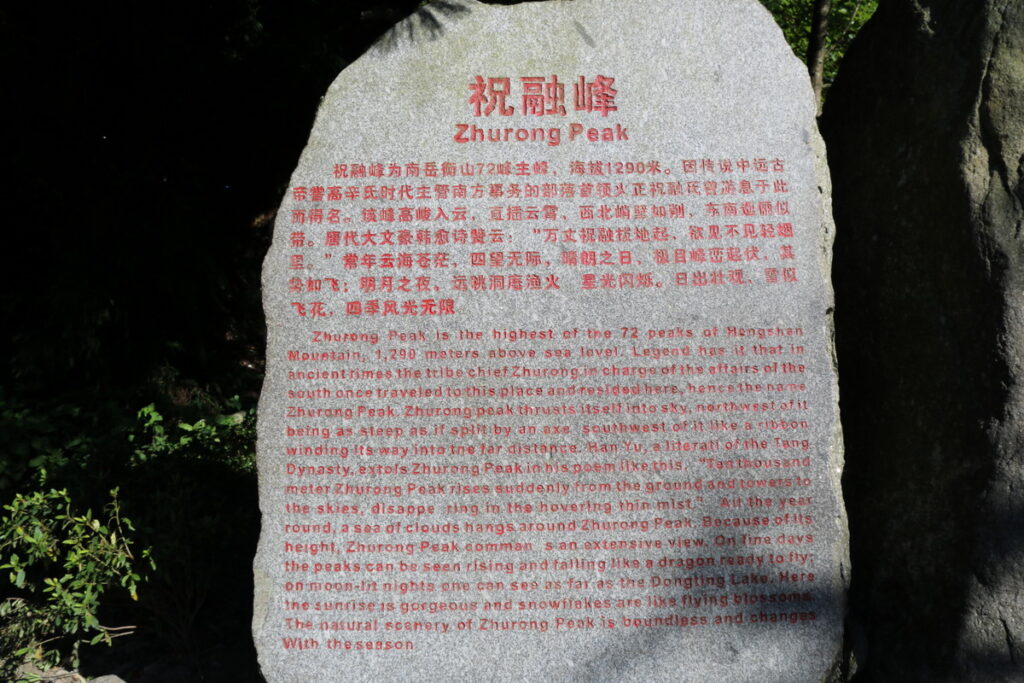 祝融峰
Zhurong Peak
祝融峰为南岳衡山72峰主峰，海拔1290米。因传说中远古
帝喾高辛氏时代主管南方事务的部落首领火正祝融氏曾游息于此
而得名。该峰高峻入云，直插云霄、西北峭壁如削，东南迤丽似
带。唐代大文豪韩愈诗赞云："万丈祝融拔地起、欲见不见轻烟
里。"常年云海苍茫，四望无际，晴朗之日、极目峰峦起伏，其
势如飞；明月之夜、远眺洞庭渔火 星光闪烁。日出壮观，雪似
飞花，四季风光无限
Zhurong Peak is the highest of the 72 peaks of Hengshan
Mountain, 1,290 meters above sea level. Legend has it that in
ancient times the tribe chief Zhurong in charge of the affairs of the
south once traveled to this place and resided here, hence the name
Zhurong Peak. Zhurong peak thrusts itself into sky, northwest of it
being as steep as if split by an axe southwest of it like a ribbon
winding its way into the far distance. Han Yu, a literati of the Tang
Dynasty, extols Zhurong Peak in his poem like this, "Ten thousand
meter Zhurong Peak rises suddenly from the ground and towers to
the skies, disappe ring in the hovering thin mist" All the year
round, a sea of clouds hangs around Zhurong Peak. Because of its
height, Zhurong Peak comman s an extensive view. On fine days
the peaks can be seen rising and falling like a dragon ready to fly;
on moon-lit nights one can see as far as the Dongting Lake. Here
the sunrise is gorgeous and snowflakes are like flying blossoms
The natural scenery of Zhurong Peak is boundless and changes
With the season